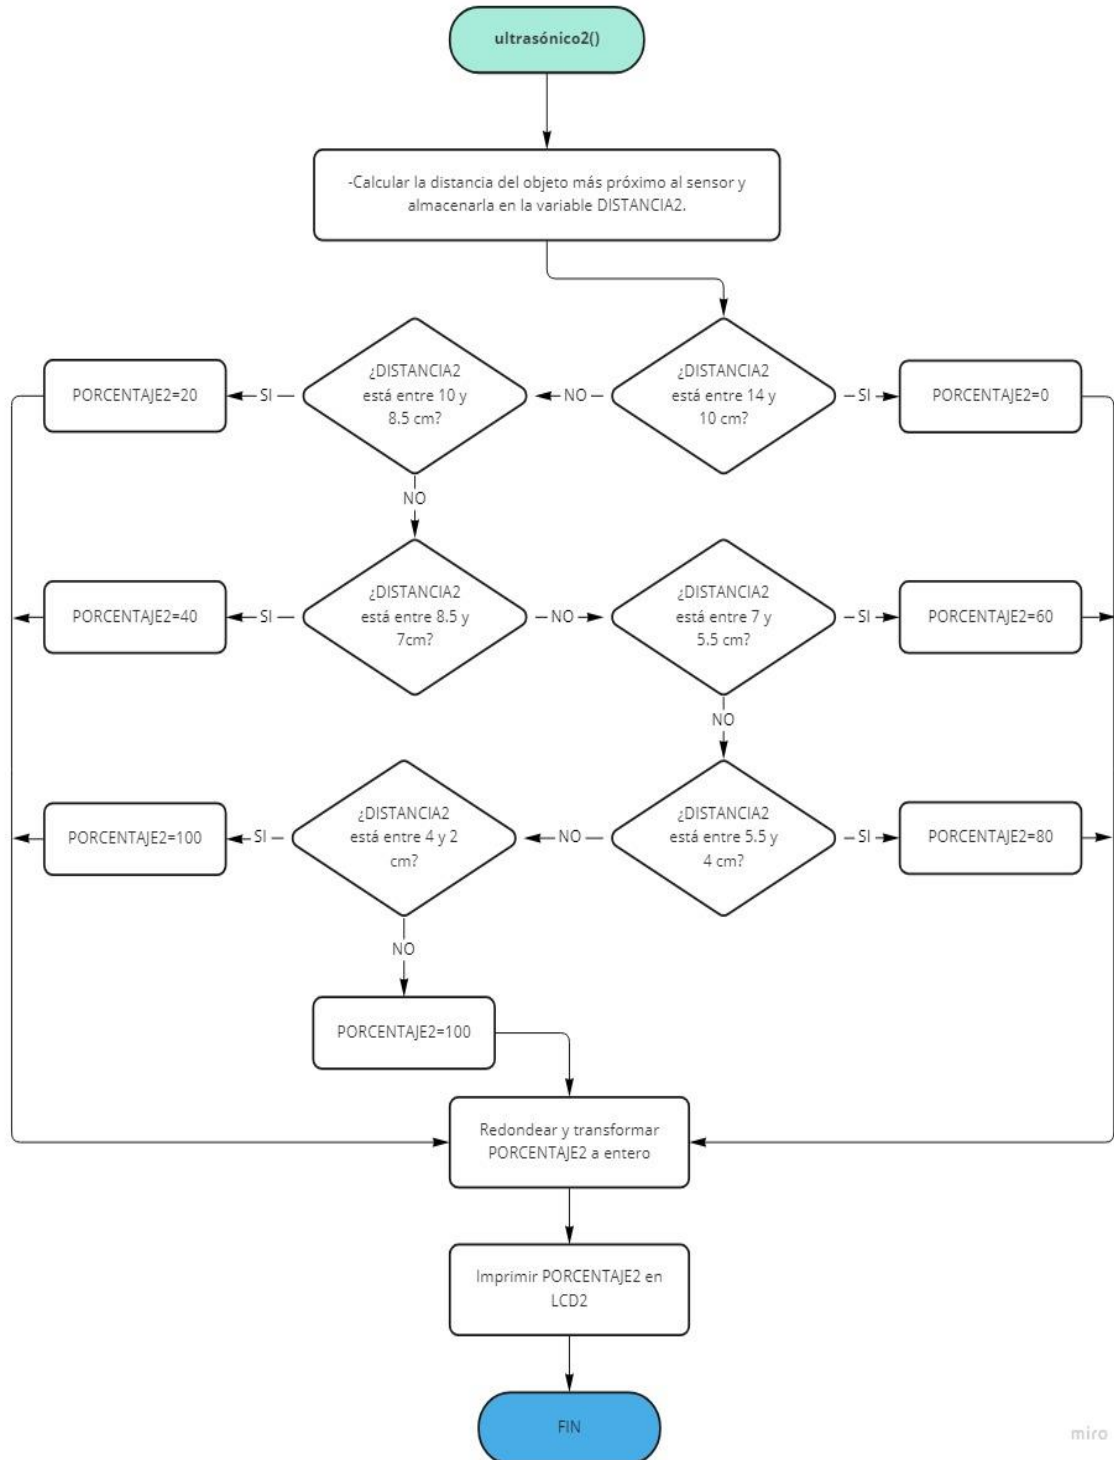 ultrasónico2()
-Calcular la distancia del objeto más próximo al sensor y
almacenarla en la variable DISTANCIA2.
PORCENTAJE2=20
SI
¿DISTANCIA2
está entre 10 y
8.5 cm?
NO
¿DISTANCIA2
está entre 14 y
10 cm?
SI
PORCENTAJE2=0
NO
PORCENTAJE2=40
SI
¿DISTANCIA2
está entre 8.5 y
7cm?
NO
¿DISTANCIA2
está entre 7 y
5.5 cm?
SI
PORCENTAJE2=60
NO
PORCENTAJE2=100
SI
¿DISTANCIA2
está entre 4 y 2
cm?
NO
¿DISTANCIA2
está entre 5.5 y
4 cm?
SI
PORCENTAJE2=80
NO
PORCENTAJE2=100
Redondear y transformar
PORCENTAJE2 a entero
Imprimir PORCENTAJE2 en
LCD2
FIN
miro